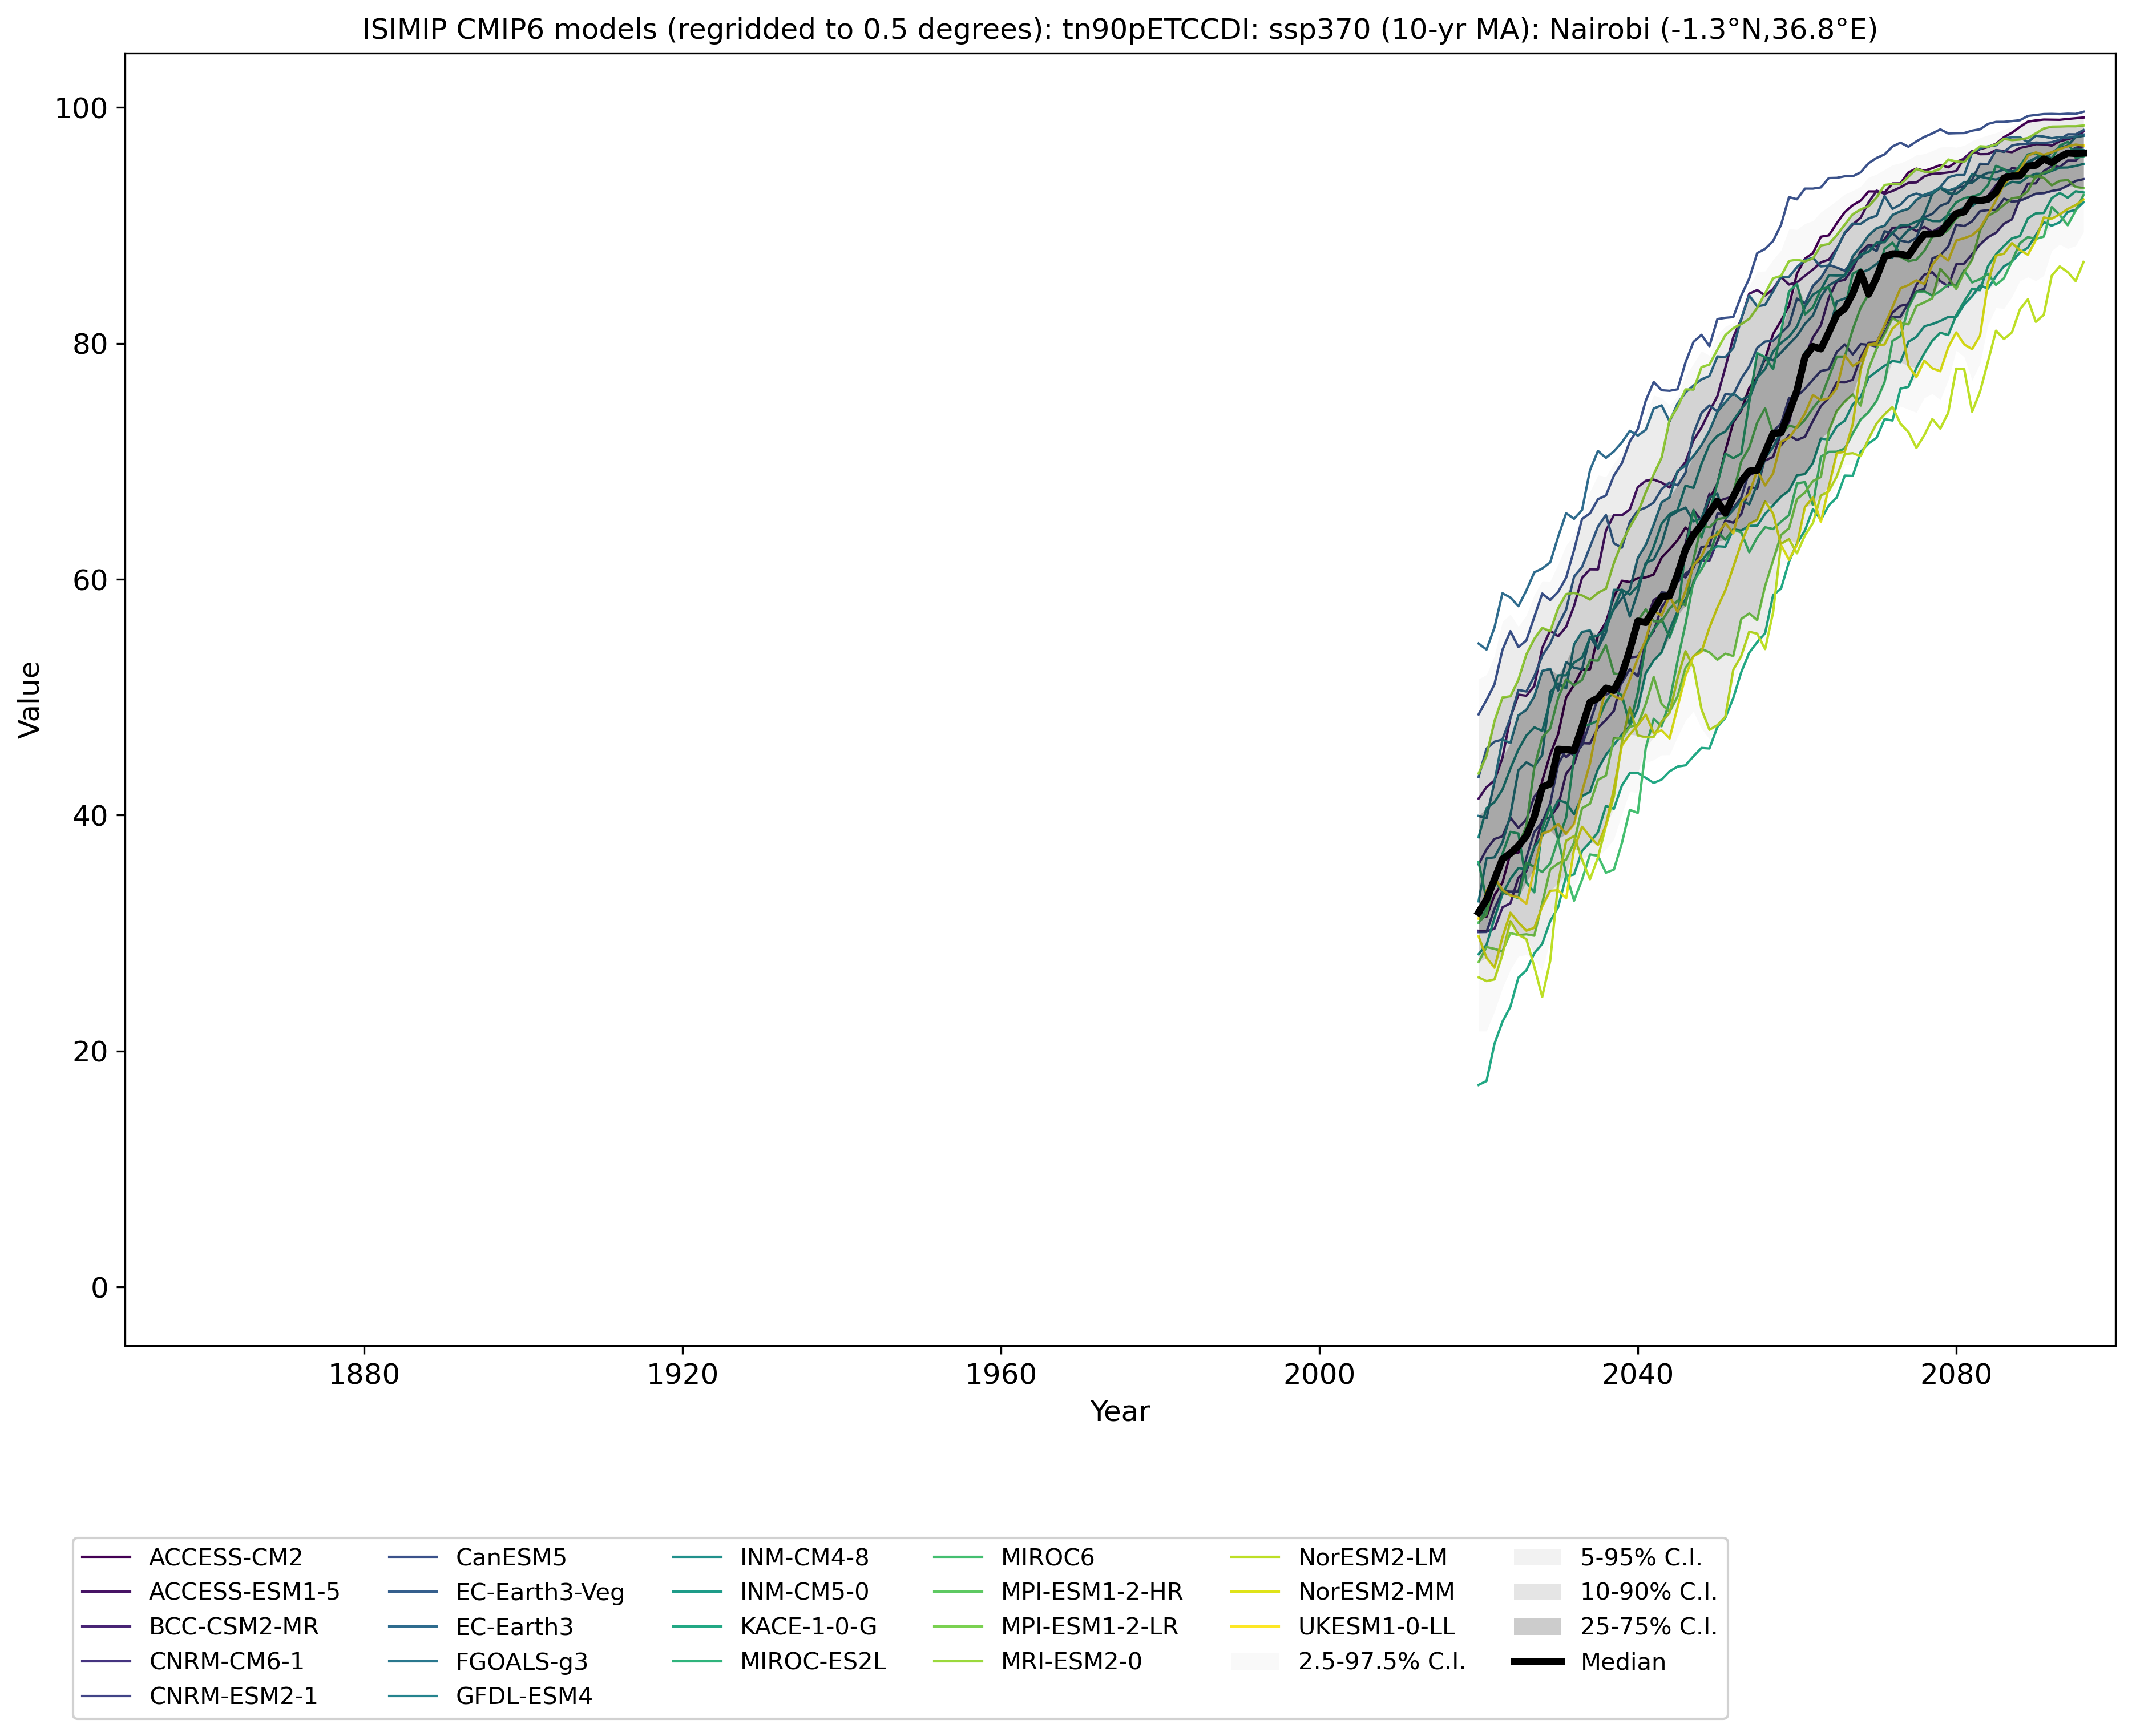 ISIMIP CMIP6 models (regridded to 0.5 degrees): tn90pETCCDI: ssp370 (10-yr MA): Nairobi (-1.3°N,36.8°E)
100
80
60
40
20
0
Value
1880 1920 1960 2000 2040 2080
Year
ACCESS-CM2 CanESM5 INM-CM4-8 MIROC6 NorESM2-LM 5-95% C.I.
ACCESS-ESM1-5 EC-Earth3-Veg INM-CM5-0 MPI-ESM1-2-HR NorESM2-MM 10-90% C.I.
BCC-CSM2-MR EC-Earth3 KACE-1-0-G MPI-ESM1-2-LR UKESM1-0-LL 25-75% C.I.
CNRM-CM6-1 FGOALS-g3 MIROC-ES2L MRI-ESM2-0 2.5-97.5% C.I. Median
CNRM-ESM2-1 GFDL-ESM4